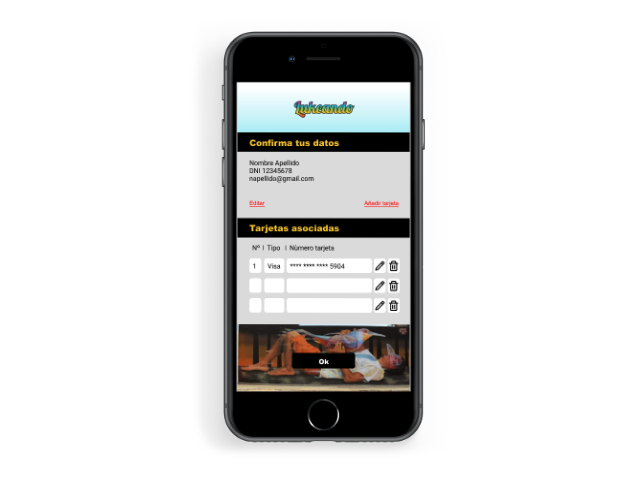 Lukeando
Confirma tus datos
Nombre Apellido
DNI 12345678
napellido@gmail.com
Editar
Añadir tarjeta
Tarjetas asociadas
Nº | Tipo | Número tarjeta
1 Visa **** **** **** 5904
Ok